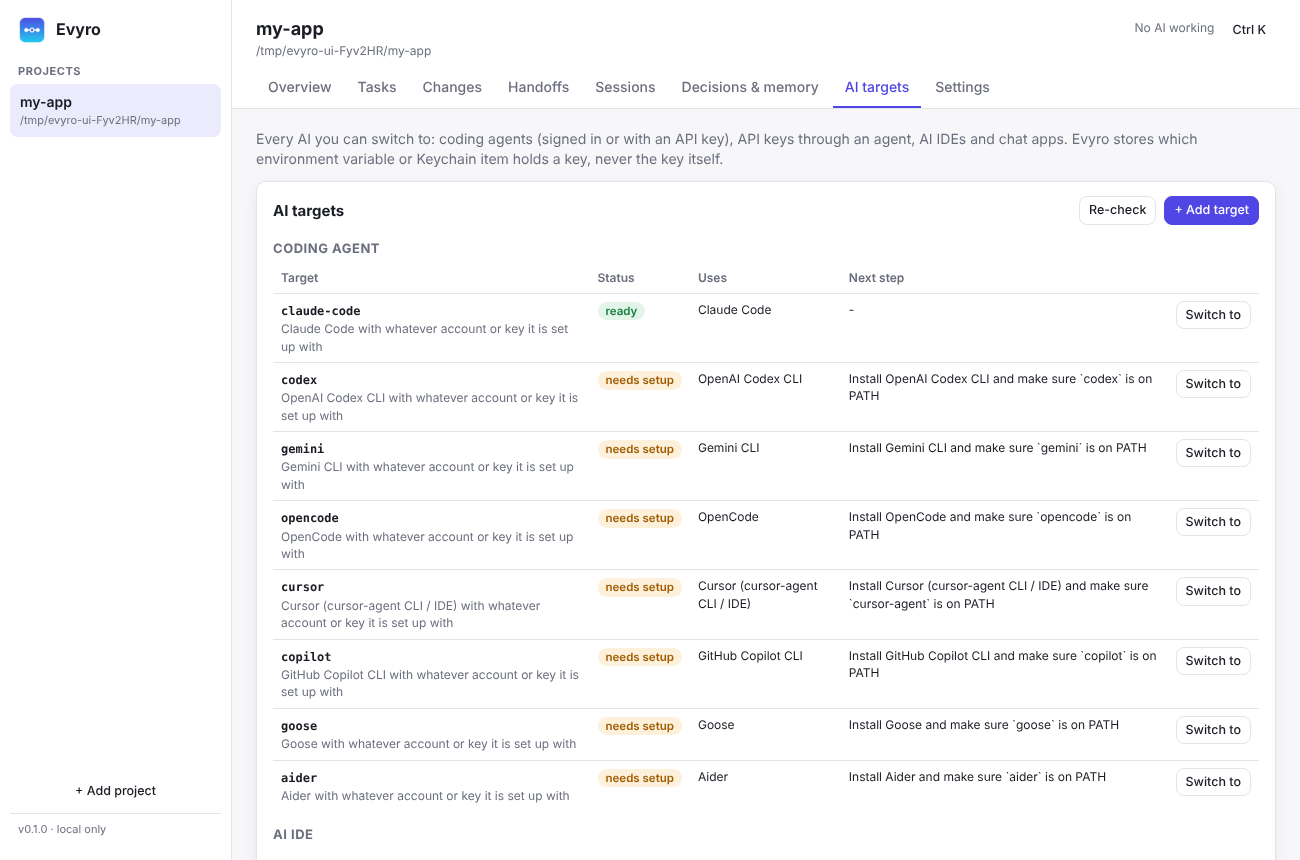 Evyro
PROJECTS
my-app
/tmp/evyro-ui-Fyv2HR/my-app
+ Add project
v0.1.0 · local only
my-app
/tmp/evyro-ui-Fyv2HR/my-app
No AI working
Ctrl K
Overview
Tasks
Changes
Handoffs
Sessions
Decisions & memory
AI targets
Settings
Every AI you can switch to: coding agents (signed in or with an API key), API keys through an agent, AI IDEs and chat apps. Evyro stores which
environment variable or Keychain item holds a key, never the key itself.
AI targets
Re-check
+ Add target
CODING AGENT
Target Status Uses Next step
claude-code ready Claude Code - Switch to
Claude Code with whatever account or key it is set
up with
codex needs setup OpenAI Codex CLI Install OpenAI Codex CLI and make sure `codex` is on Switch to
OpenAI Codex CLI with whatever account or key it is PATH
set up with
gemini needs setup Gemini CLI Install Gemini CLI and make sure `gemini` is on PATH Switch to
Gemini CLI with whatever account or key it is set up
with
opencode needs setup OpenCode Install OpenCode and make sure `opencode` is on Switch to
OpenCode with whatever account or key it is set up PATH
with
cursor needs setup Cursor (cursor-agent Install Cursor (cursor-agent CLI / IDE) and make sure Switch to
Cursor (cursor-agent CLI / IDE) with whatever CLI / IDE) `cursor-agent` is on PATH
account or key it is set up with
copilot needs setup GitHub Copilot CLI Install GitHub Copilot CLI and make sure `copilot` is on Switch to
GitHub Copilot CLI with whatever account or key it is PATH
set up with
goose needs setup Goose Install Goose and make sure `goose` is on PATH Switch to
Goose with whatever account or key it is set up with
aider needs setup Aider Install Aider and make sure `aider` is on PATH Switch to
Aider with whatever account or key it is set up with
AI IDE